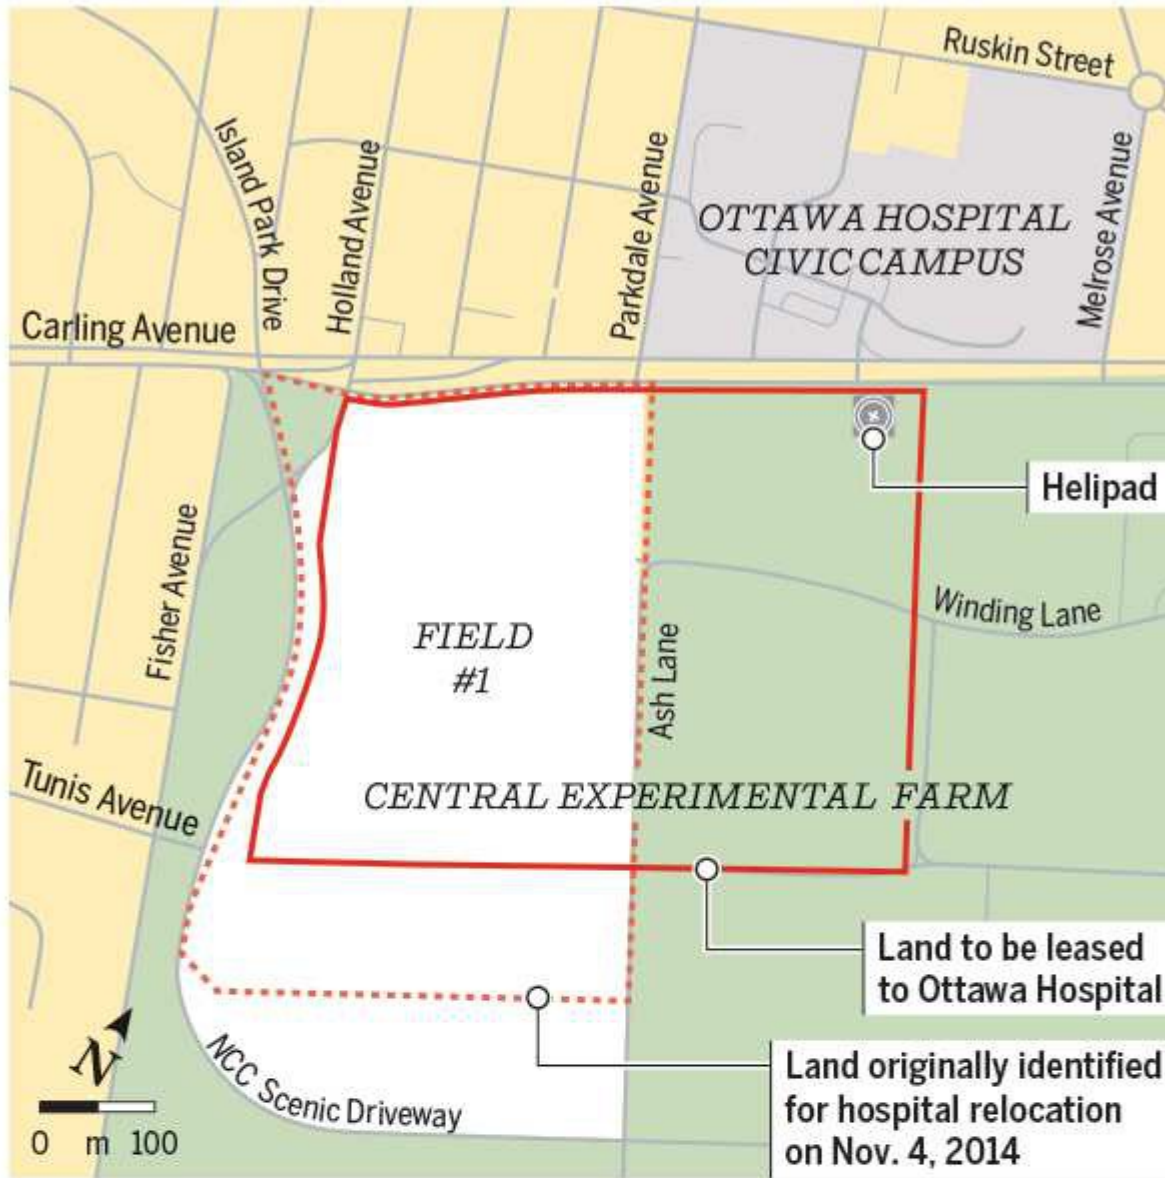 Ruskin Street
Island Park Drive
Holland Avenue
Parkdale Avenue
OTTAWA HOSPITAL
CIVIC CAMPUS
Melrose Avenue
Carling Avenue
Helipad
Fisher Avenue
FIELD
#1
Ash Lane
Winding Lane
Tunis Avenue
CENTRAL EXPERIMENTAL FARM
Land to be leased
to Ottawa Hospital
N
NCC Scenic Driveway
Land originally identified
for hospital relocation
on Nov. 4, 2014
0 m 100